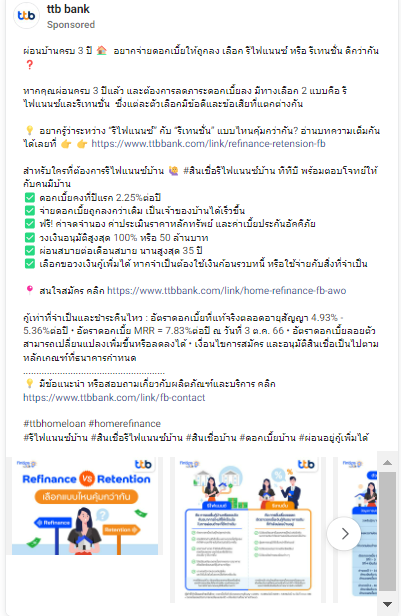 ttb bank
Sponsored
ผ่อนบ้านครบ 3 ปี 🏠 อยากจ่ายดอกเบี้ยให้ถูกลง เลือก รีไฟแนนซ์ หรือ รีเทนชั่น ดีกว่ากัน
❓
หากคุณผ่อนครบ 3 ปีแล้ว และต้องการลดภาระดอกเบี้ยลง มีทางเลือก 2 แบบคือ รี
ไฟแนนซ์และรีเทนชั่น ซึ่งแต่ละตัวเลือกมีข้อดีและข้อเสียที่แตกต่างกัน
💡 อยากรู้ว่าระหว่าง "รีไฟแนนซ์" กับ "รีเทนชั่น" แบบไหนคุ้มกว่ากัน? อ่านบทความเต็มกัน
ได้เลยที่ 👉 👉 https://www.ttbbank.com/link/refinance-retension-fb
สำหรับใครที่ต้องการรีไฟแนนซ์บ้าน 🙋 #สินเชื่อรีไฟแนนซ์บ้าน ทีทีบี พร้อมตอบโจทย์ให้
กับคนมีบ้าน
✅ ดอกเบี้ยคงที่ปีแรก 2.25%ต่อปี
✅ จ่ายดอกเบี้ยถูกลงกว่าเดิม เป็นเจ้าของบ้านได้เร็วขึ้น
✅ ฟรี! ค่าจดจำนอง ค่าประเมินราคาหลักทรัพย์ และค่าเบี้ยประกันอัคคีภัย
✅ วงเงินอนุมัติสูงสุด 100% หรือ 50 ล้านบาท
✅ ผ่อนสบายต่อเดือนสบาย นานสูงสุด 35 ปี
✅ เลือกขอวงเงินกู้เพิ่มได้ หากจำเป็นต้องใช้เงินก้อนรวบหนี้ หรือใช้จ่ายกับสิ่งที่จำเป็น
📍 สนใจสมัคร คลิก https://www.ttbbank.com/link/home-refinance-fb-awo
กู้เท่าที่จำเป็นและชำระคืนไหว : อัตราดอกเบี้ยที่แท้จริงตลอดอายุสัญญา 4.93% -
5.36%ต่อปี • อัตราดอกเบี้ย MRR = 7.83%ต่อปี ณ วันที่ 3 ต.ค. 66 • อัตราดอกเบี้ยลอยตัว
สามารถเปลี่ยนแปลงเพิ่มขึ้นหรือลดลงได้ • เงื่อนไขการสมัคร และอนุมัติสินเชื่อเป็นไปตาม
หลักเกณฑ์ที่ธนาคารกำหนด
........................................................
💡 มีข้อแนะนำ หรือสอบถามเกี่ยวกับผลิตภัณฑ์และบริการ คลิก
https://www.ttbbank.com/link/fb-contact
#ttbhomeloan #homerefinance
#รีไฟแนนซ์บ้าน #สินเชื่อรีไฟแนนซ์บ้าน #สินเชื่อบ้าน #ดอกเบี้ยบ้าน #ผ่อนอยู่กู้เพิ่มได้
ttb
Refinance VS Retention
เลือกแบบไหนคุ้มกว่ากัน
Refinance
Retention
ttb
รีไฟแนนซ์
รีเทนชั่น